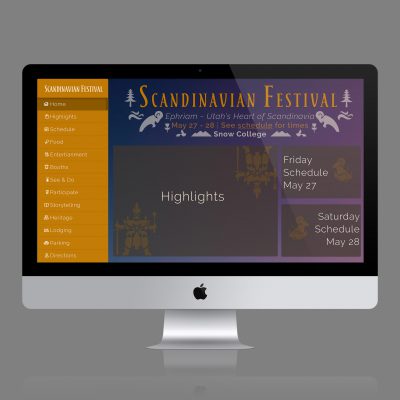 SCANDINAVIAN FESTIVAL
Home
Highlights
Schedule
Food
Entertainment
Booths
See & Do
Participate
Storytelling
Heritage
Lodging
Parking
Directions
SCANDINAVIAN FESTIVAL
Ephriam - Utah's Heart of Scandinavia
May 27 - 28 | See schedule for times
Snow College
Highlights
Friday
Schedule
May 27
Saturday
Schedule
May 28